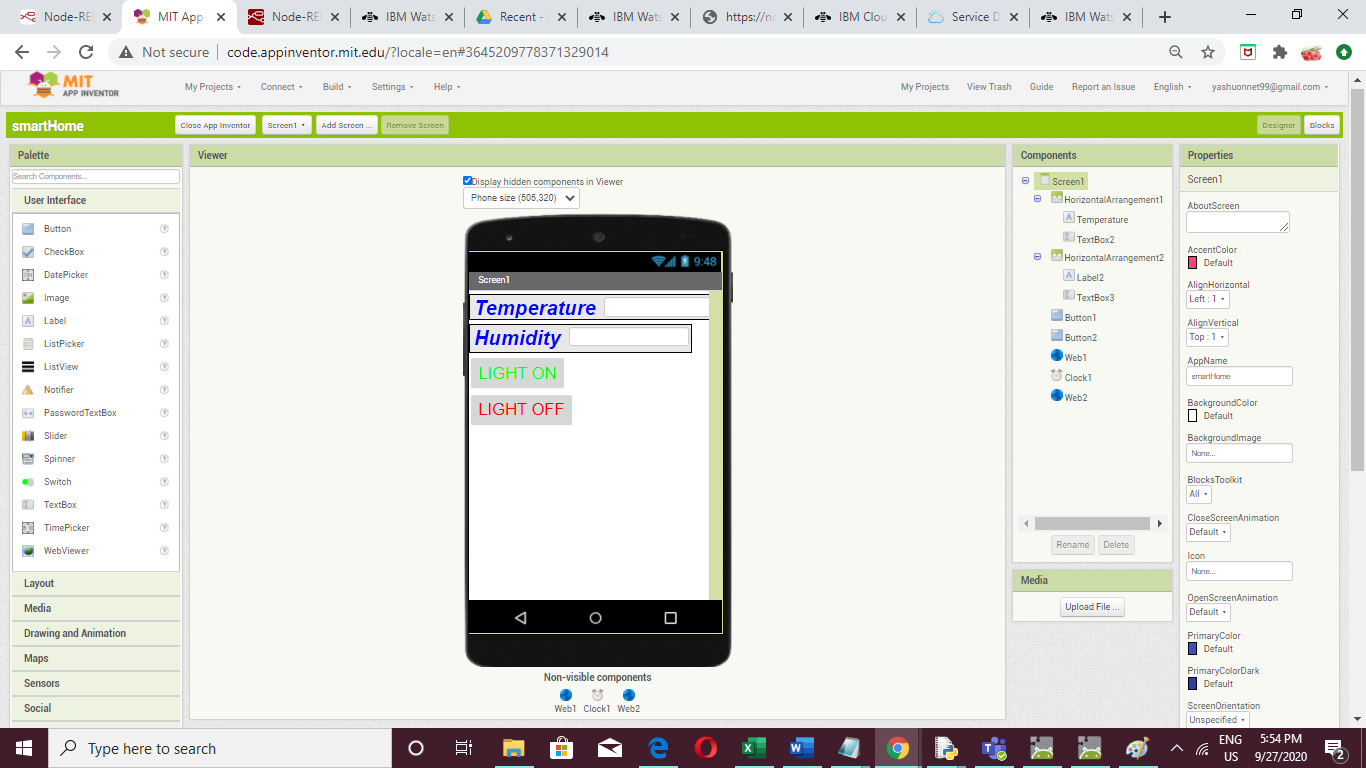 Node-RE
MIT App
Node-RE
IBM Wats
Recent -
IBM Wats
https://no
IBM Clou
Service D
IBM Wats
Not secure
code.appinventor.mit.edu/?locale=en#3645209778371329014
MIT
APP INVENTOR
My Projects
Connect
Build
Settings
Help
My Projects
View Trash
Guide
Report an Issue
English
yashuonnet99@gmail.com
smartHome
Close App Inventor
Screen1
Add Screen ...
Remove Screen
Designer
Blocks
Palette
Search Components...
User Interface
Button
CheckBox
DatePicker
Image
Label
ListPicker
ListView
Notifier
PasswordTextBox
Slider
Spinner
Switch
TextBox
TimePicker
WebViewer
Layout
Media
Drawing and Animation
Maps
Sensors
Social
Viewer
Display hidden components in Viewer
Phone size (505,320)
9:48
Screen1
Temperature
Humidity
LIGHT ON
LIGHT OFF
Non-visible components
Web1
Clock1
Web2
Components
Screen1
HorizontalArrangement1
Temperature
TextBox2
HorizontalArrangement2
Label2
TextBox3
Button1
Button2
Web1
Clock1
Web2
Rename
Delete
Media
Upload File ...
Properties
Screen1
AboutScreen
AccentColor
Default
AlignHorizontal
Left : 1
AlignVertical
Top : 1
AppName
smartHome
BackgroundColor
Default
BackgroundImage
None...
BlocksToolkit
All
CloseScreenAnimation
Default
Icon
None...
OpenScreenAnimation
Default
PrimaryColor
Default
PrimaryColorDark
Default
ScreenOrientation
Unspecified
Type here to search
ENG
US
5:54 PM
9/27/2020
2